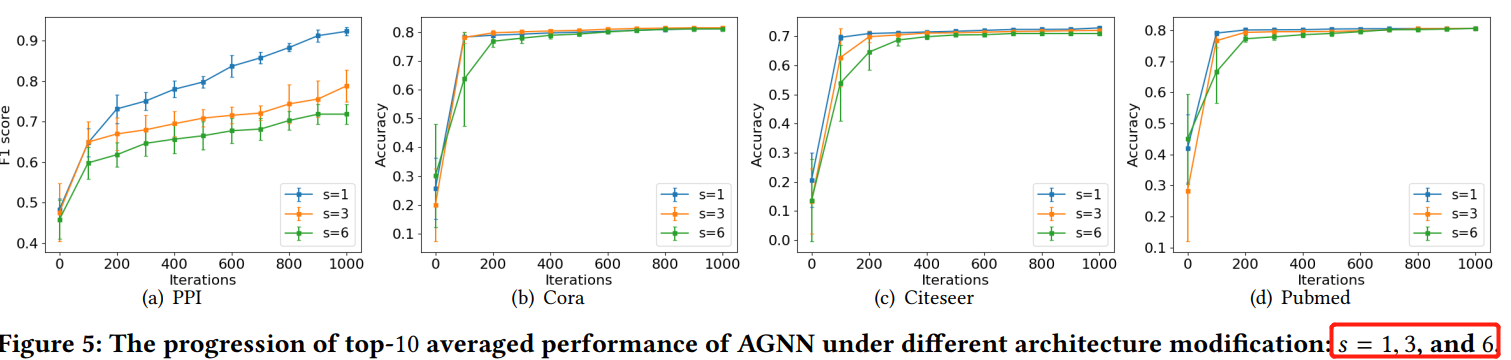 0.9
0.8
0.7
0.6
0.5
0.4
F1 score
0 200 400 600 800 1000
Iterations
s=1
s=3
s=6
(a) PPI
0.8
0.7
0.6
0.5
0.4
0.3
0.2
0.1
Accuracy
0 200 400 600 800 1000
Iterations
s=1
s=3
s=6
(b) Cora
0.7
0.6
0.5
0.4
0.3
0.2
0.1
0.0
Accuracy
0 200 400 600 800 1000
Iterations
s=1
s=3
s=6
(c) Citeseer
0.8
0.7
0.6
0.5
0.4
0.3
0.2
0.1
Accuracy
0 200 400 600 800 1000
Iterations
s=1
s=3
s=6
(d) Pubmed
Figure 5: The progression of top-10 averaged performance of AGNN under different architecture modification: s = 1, 3, and 6.